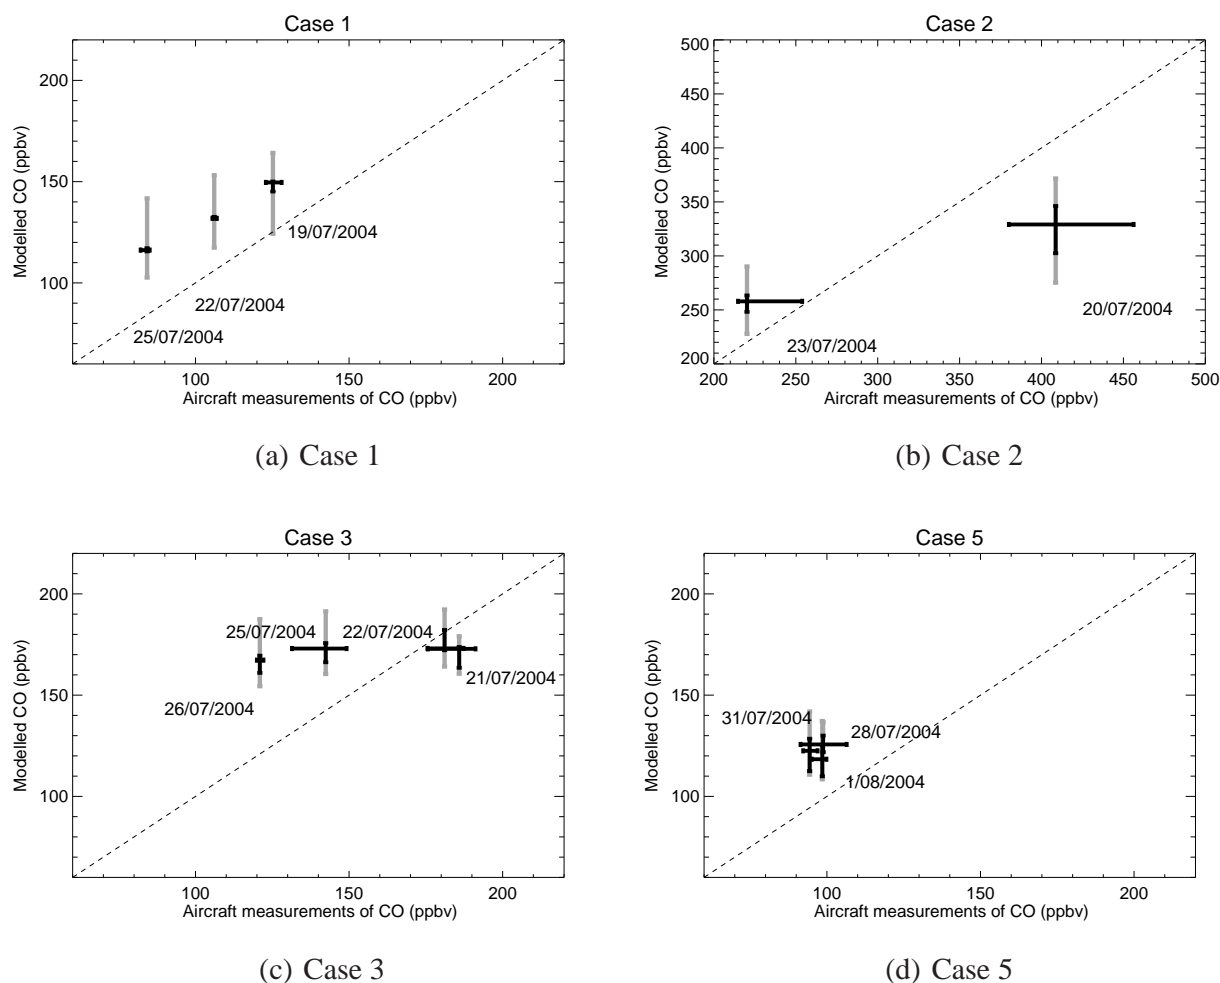 Case 1
Modelled CO (ppbv)
200
150
100
19/07/2004
22/07/2004
25/07/2004
100 150 200
Aircraft measurements of CO (ppbv)
(a) Case 1
Case 2
Modelled CO (ppbv)
500
450
400
350
300
250
200
20/07/2004
23/07/2004
200 250 300 350 400 450 500
Aircraft measurements of CO (ppbv)
(b) Case 2
Case 3
Modelled CO (ppbv)
200
150
100
25/07/2004 22/07/2004
21/07/2004
26/07/2004
100 150 200
Aircraft measurements of CO (ppbv)
(c) Case 3
Case 5
Modelled CO (ppbv)
200
150
100
31/07/2004
28/07/2004
1/08/2004
100 150 200
Aircraft measurements of CO (ppbv)
(d) Case 5